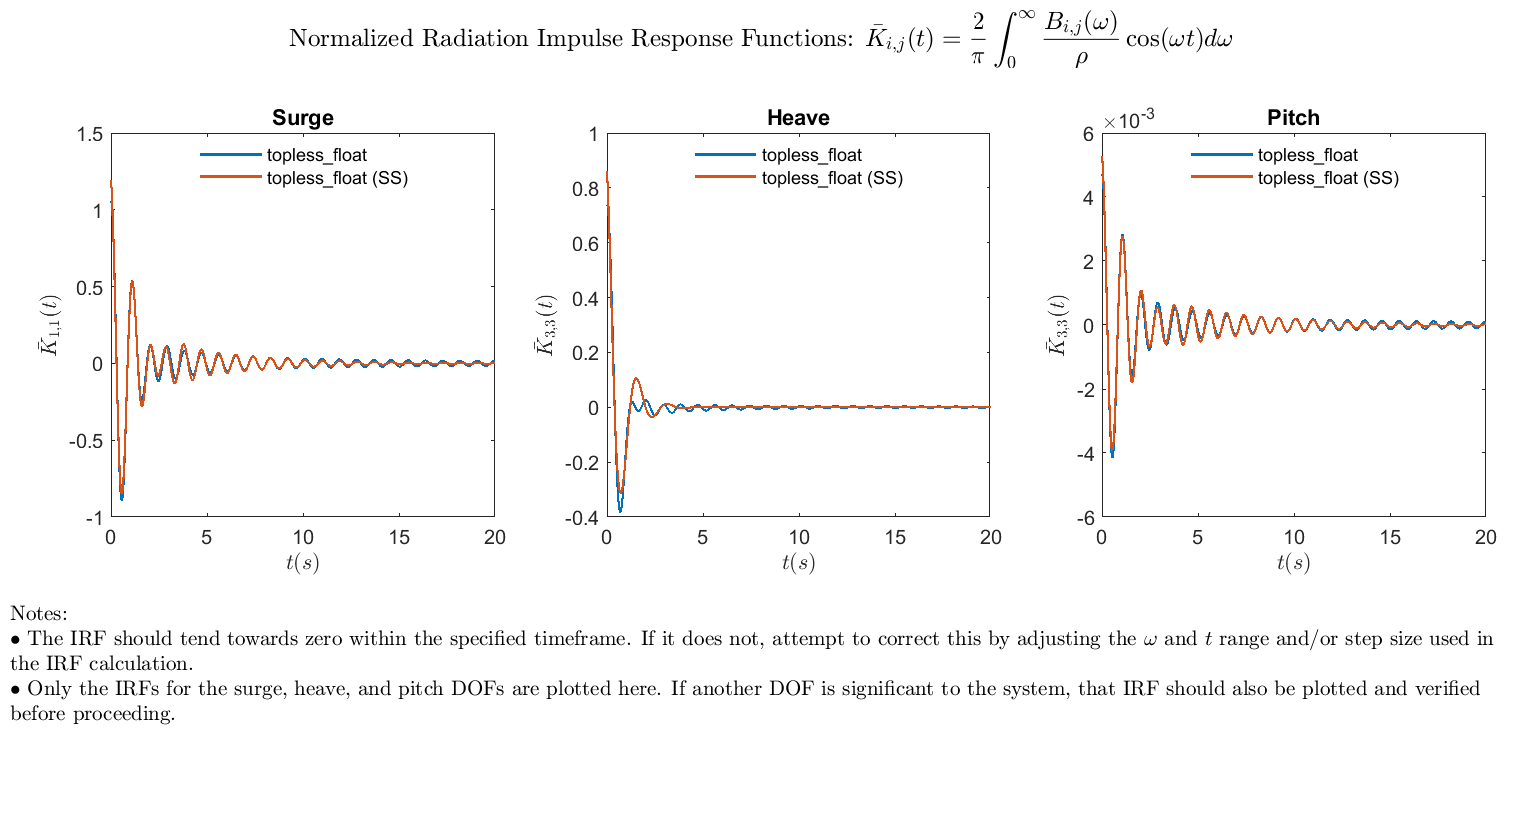 Normalized Radiation Impulse Response Functions: K̄i,j(t) = 2/π ∫0∞ Bi,j(ω)/ρ cos(ωt)dω
Surge
1.5
1
0.5
0
-0.5
-1
K̄1,1(t)
topless_float
topless_float (SS)
0 5 10 15 20
t(s)
Heave
1
0.8
0.6
0.4
0.2
0
-0.2
-0.4
K̄3,3(t)
topless_float
topless_float (SS)
0 5 10 15 20
t(s)
Pitch
×10-3
6
4
2
0
-2
-4
-6
K̄3,3(t)
topless_float
topless_float (SS)
0 5 10 15 20
t(s)
Notes:
• The IRF should tend towards zero within the specified timeframe. If it does not, attempt to correct this by adjusting the ω and t range and/or step size used in
the IRF calculation.
• Only the IRFs for the surge, heave, and pitch DOFs are plotted here. If another DOF is significant to the system, that IRF should also be plotted and verified
before proceeding.